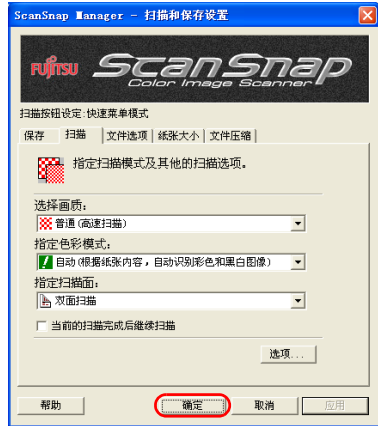 ScanSnap Manager - 扫描和保存设置
FUJITSU ScanSnap
Color Image Scanner
扫描按钮设定:快速菜单模式
保存 扫描 文件选项 纸张大小 文件压缩
指定扫描模式及其他的扫描选项。
选择画质:
普通(高速扫描)
指定色彩模式:
自动(根据纸张内容,自动识别彩色和黑白图像)
指定扫描面:
双面扫描
当前的扫描完成后继续扫描
选项...
帮助 确定 取消 应用